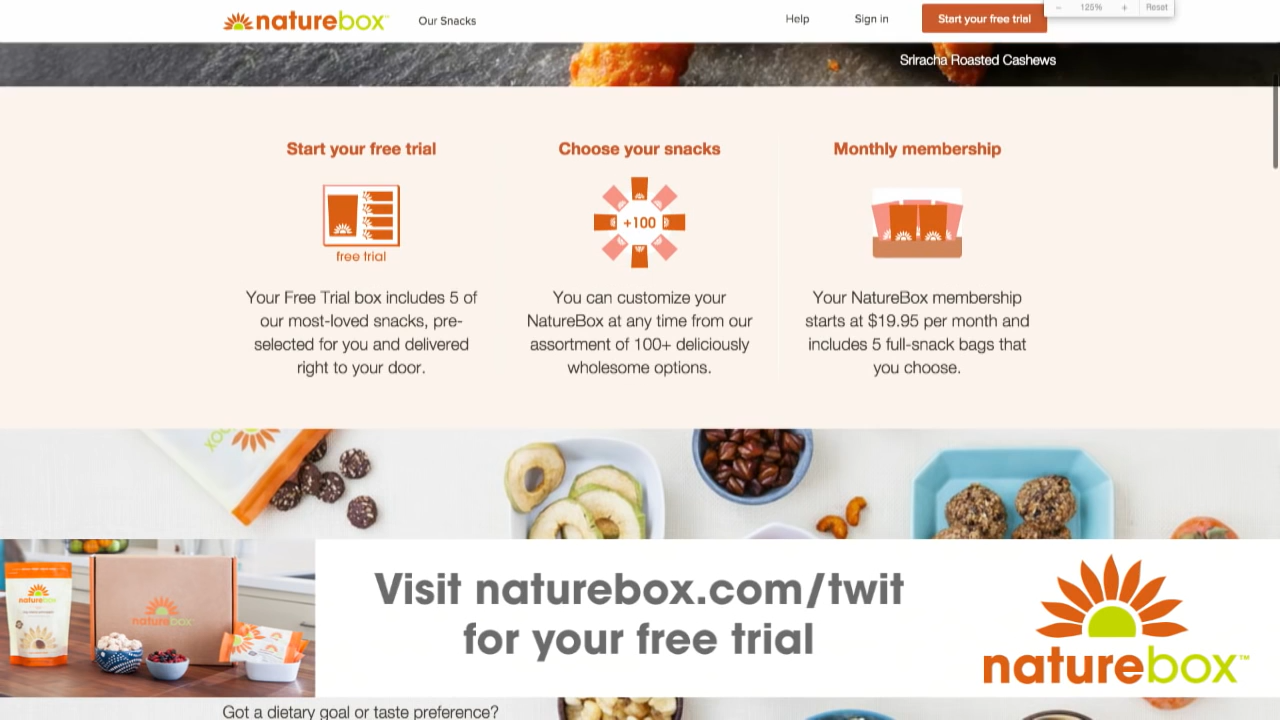 naturebox
Our Snacks
Help
Sign in
Start your free trial
－ 125% + Reset
Sriracha Roasted Cashews
Start your free trial
Choose your snacks
Monthly membership
+100
free trial
Your Free Trial box includes 5 of
our most-loved snacks, pre-
selected for you and delivered
right to your door.
You can customize your
NatureBox at any time from our
assortment of 100+ deliciously
wholesome options.
Your NatureBox membership
starts at $19.95 per month and
includes 5 full-snack bags that
you choose.
naturebox
naturebox
Visit naturebox.com/twit
for your free trial
naturebox™
Got a dietary goal or taste preference?